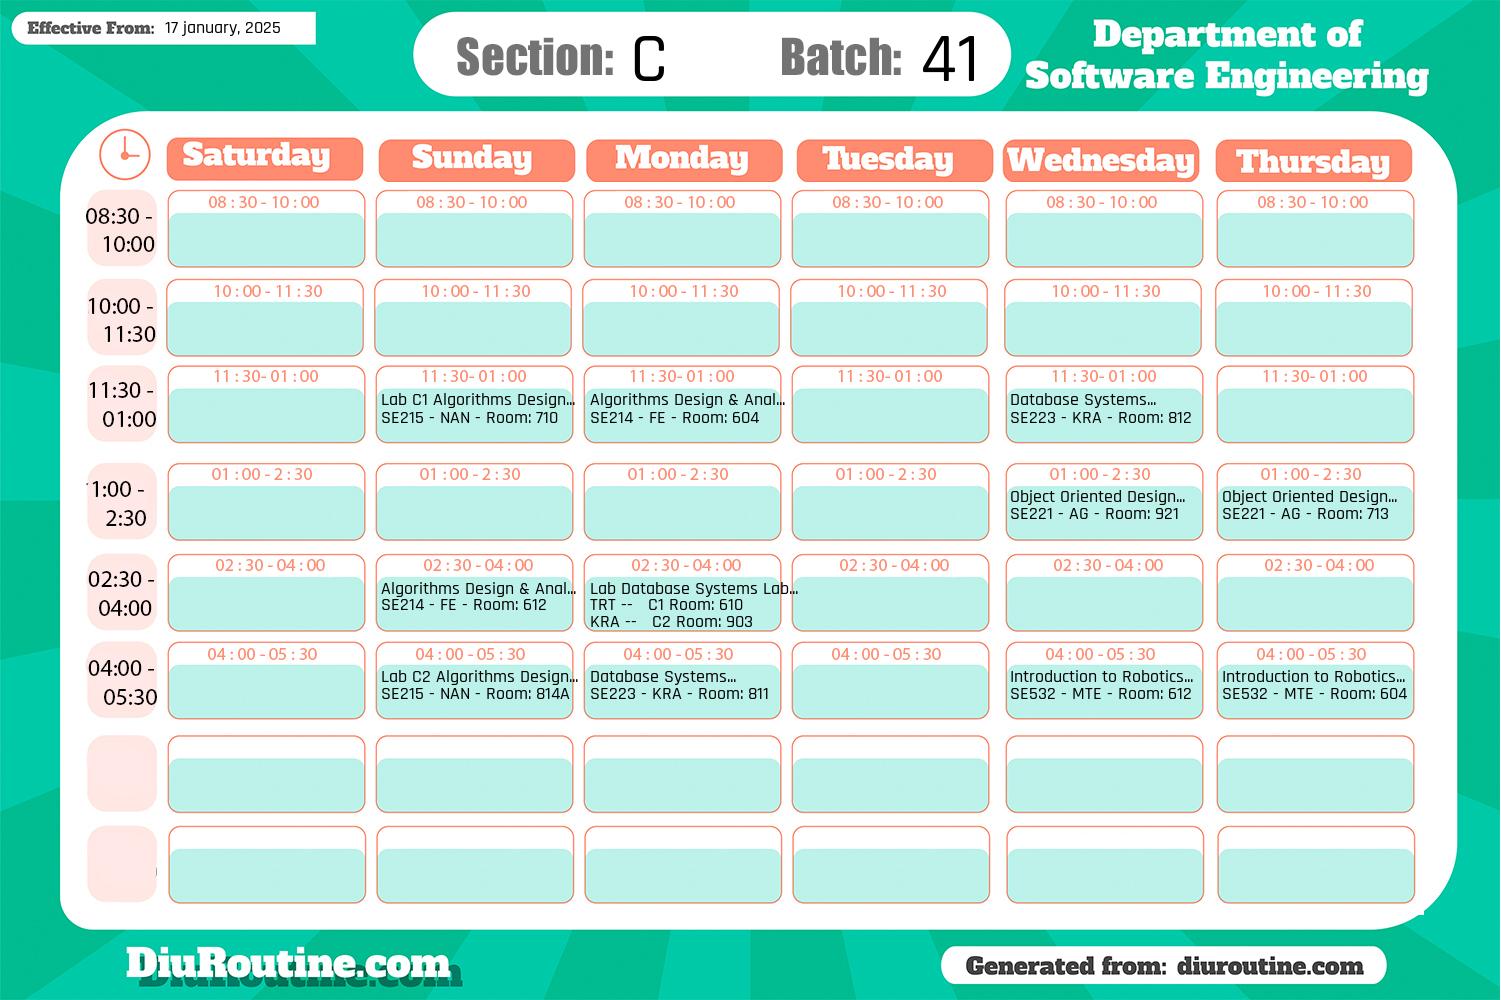 Effective From: 17 january, 2025
Section: C Batch: 41
Department of
Software Engineering
Saturday Sunday Monday Tuesday Wednesday Thursday
08:30 -
10:00
08 : 30 - 10 : 00 08 : 30 - 10 : 00 08 : 30 - 10 : 00 08 : 30 - 10 : 00 08 : 30 - 10 : 00 08 : 30 - 10 : 00
10:00 -
11:30
10 : 00 - 11 : 30 10 : 00 - 11 : 30 10 : 00 - 11 : 30 10 : 00 - 11 : 30 10 : 00 - 11 : 30 10 : 00 - 11 : 30
11:30 -
01:00
11 : 30- 01 : 00 11 : 30- 01 : 00 11 : 30- 01 : 00 11 : 30- 01 : 00 11 : 30- 01 : 00 11 : 30- 01 : 00
Lab C1 Algorithms Design...
SE215 - NAN - Room: 710
Algorithms Design & Anal...
SE214 - FE - Room: 604
Database Systems...
SE223 - KRA - Room: 812
1:00 -
2:30
01 : 00 - 2 : 30 01 : 00 - 2 : 30 01 : 00 - 2 : 30 01 : 00 - 2 : 30 01 : 00 - 2 : 30 01 : 00 - 2 : 30
Object Oriented Design...
SE221 - AG - Room: 921
Object Oriented Design...
SE221 - AG - Room: 713
02:30 -
04:00
02 : 30 - 04 : 00 02 : 30 - 04 : 00 02 : 30 - 04 : 00 02 : 30 - 04 : 00 02 : 30 - 04 : 00 02 : 30 - 04 : 00
Algorithms Design & Anal...
SE214 - FE - Room: 612
Lab Database Systems Lab...
TRT -- C1 Room: 610
KRA -- C2 Room: 903
04:00 -
05:30
04 : 00 - 05 : 30 04 : 00 - 05 : 30 04 : 00 - 05 : 30 04 : 00 - 05 : 30 04 : 00 - 05 : 30 04 : 00 - 05 : 30
Lab C2 Algorithms Design...
SE215 - NAN - Room: 814A
Database Systems...
SE223 - KRA - Room: 811
Introduction to Robotics...
SE532 - MTE - Room: 612
Introduction to Robotics...
SE532 - MTE - Room: 604
DiuRoutine.com
Generated from: diuroutine.com